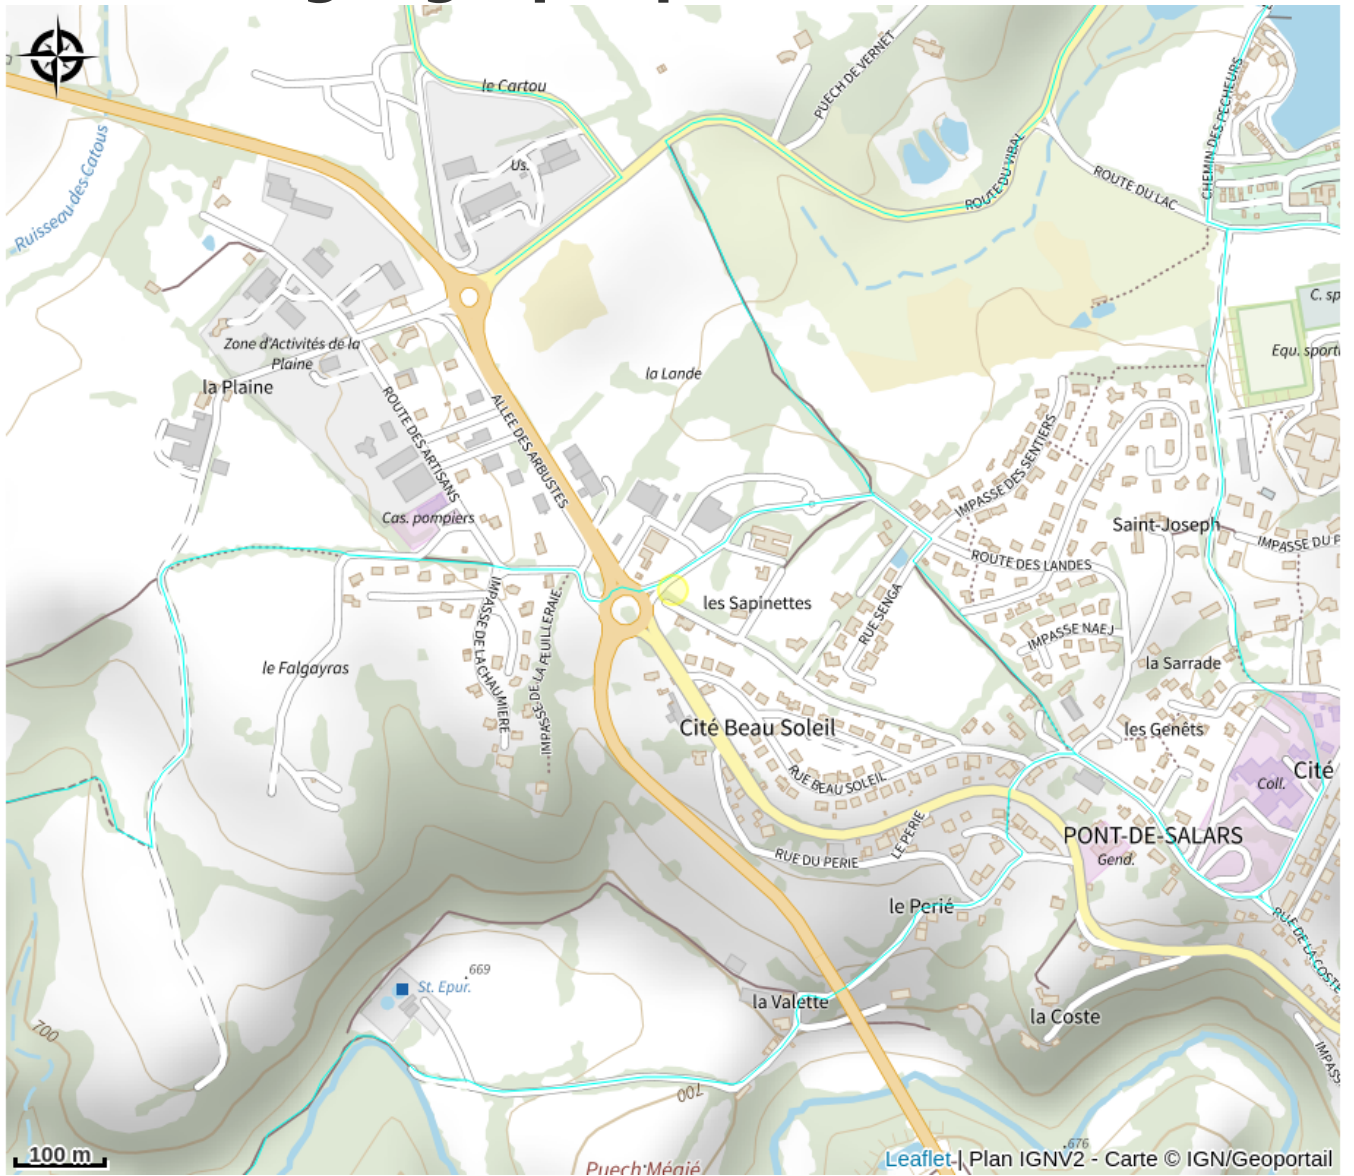 le Cartou
PUECH DE VERNET
CHEMIN DES PECHEURS
Ruisseau des Catous
Us.
ROUTE DU VIBAL
ROUTE DU LAC
C. sp
Zone d'Activités de la
Plaine
Equ. sporti
la Plaine
la Lande
ROUTE DES ARTISANS
ALLEE DES ARBUSTES
IMPASSE DES SENTIERS
Cas. pompiers
Saint-Joseph
IMPASSE DU P
ROUTE DES LANDES
les Sapinettes
RUE SENGA
IMPASSE NAEJ
IMPASSE DE LA CHAUMIERE
IMPASSE DE LA FEUILLERAIE
le Falgayras
la Sarrade
Cité Beau Soleil
les Genêts
RUE BEAU SOLEIL
Cité
Coll.
LE PERIE
PONT-DE-SALARS
RUE DU PERIE
Gend.
le Perié
RUE DE LA COSTE
669
St. Epur.
la Valette
la Coste
700
IMPASS
700
676
100 m
Puech Mégié
Leaflet | Plan IGNV2 - Carte © IGN/Geoportail